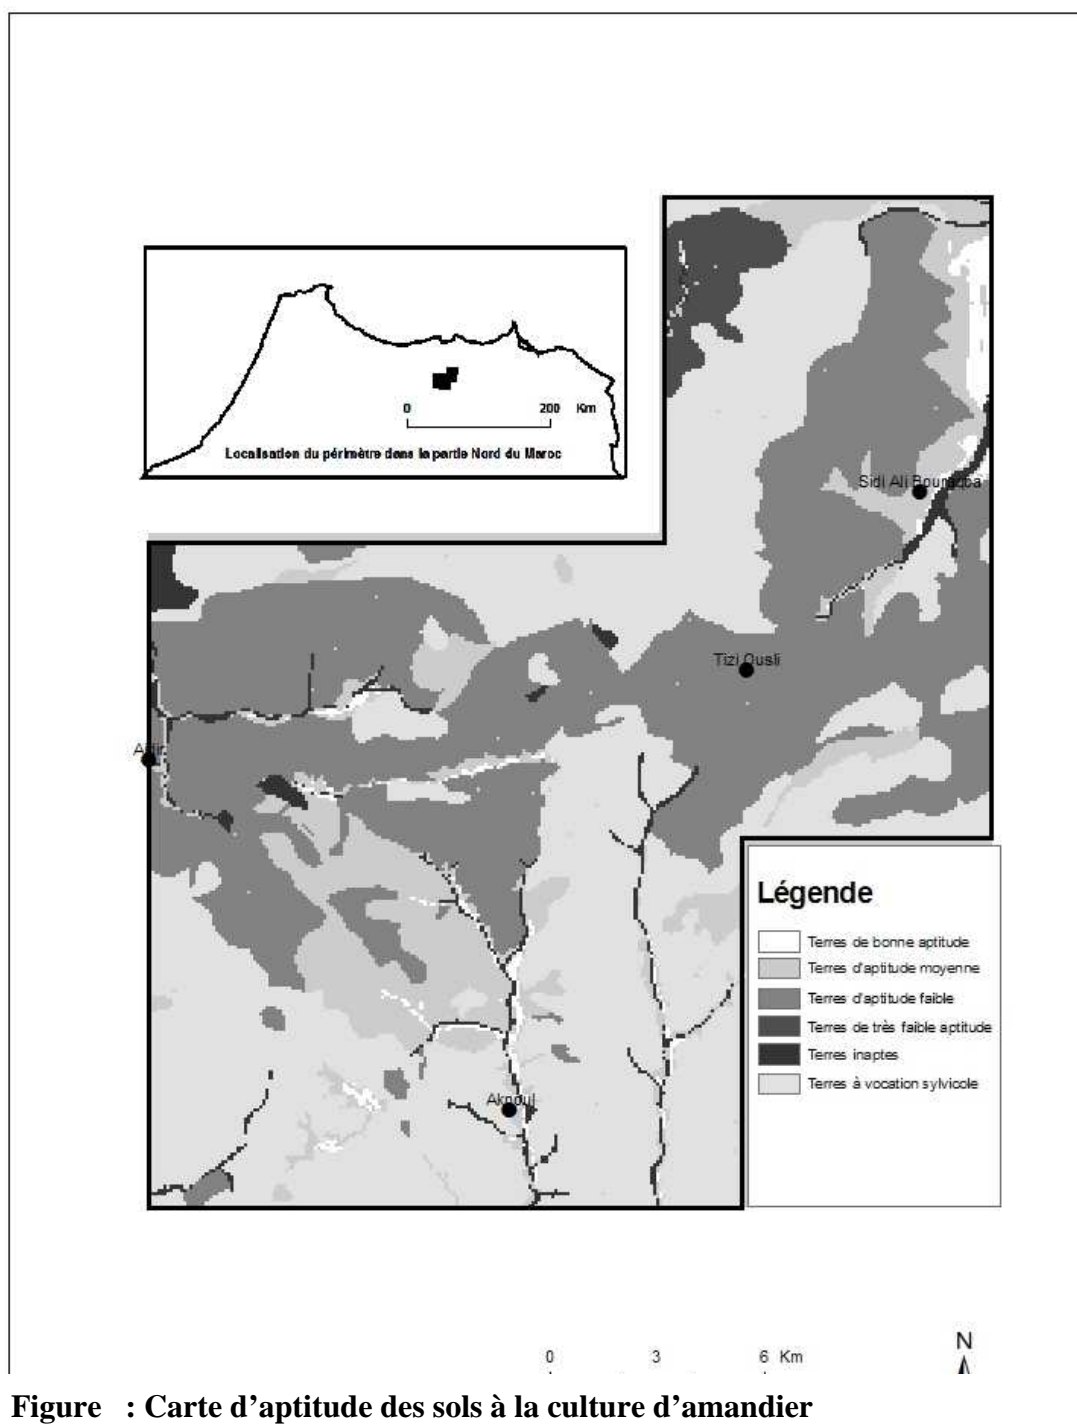 0 200 Km
Localisation du périmètre dans la partie Nord du Maroc
Sidi Ali Bouraqba
Tizi Ousli
Aknoul
Légende
Terres de bonne aptitude
Terres d'aptitude moyenne
Terres d'aptitude faible
Terres de très faible aptitude
Terres inaptes
Terres à vocation sylvicole
N
0 3 6 Km
Figure : Carte d’aptitude des sols à la culture d’amandier